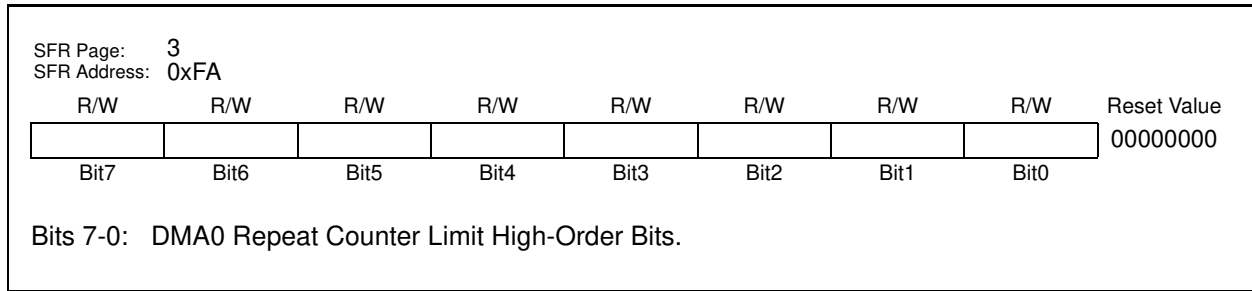 SFR Page: 3
SFR Address: 0xFA
R/W R/W R/W R/W R/W R/W R/W R/W Reset Value
00000000
Bit7 Bit6 Bit5 Bit4 Bit3 Bit2 Bit1 Bit0
Bits 7-0: DMA0 Repeat Counter Limit High-Order Bits.